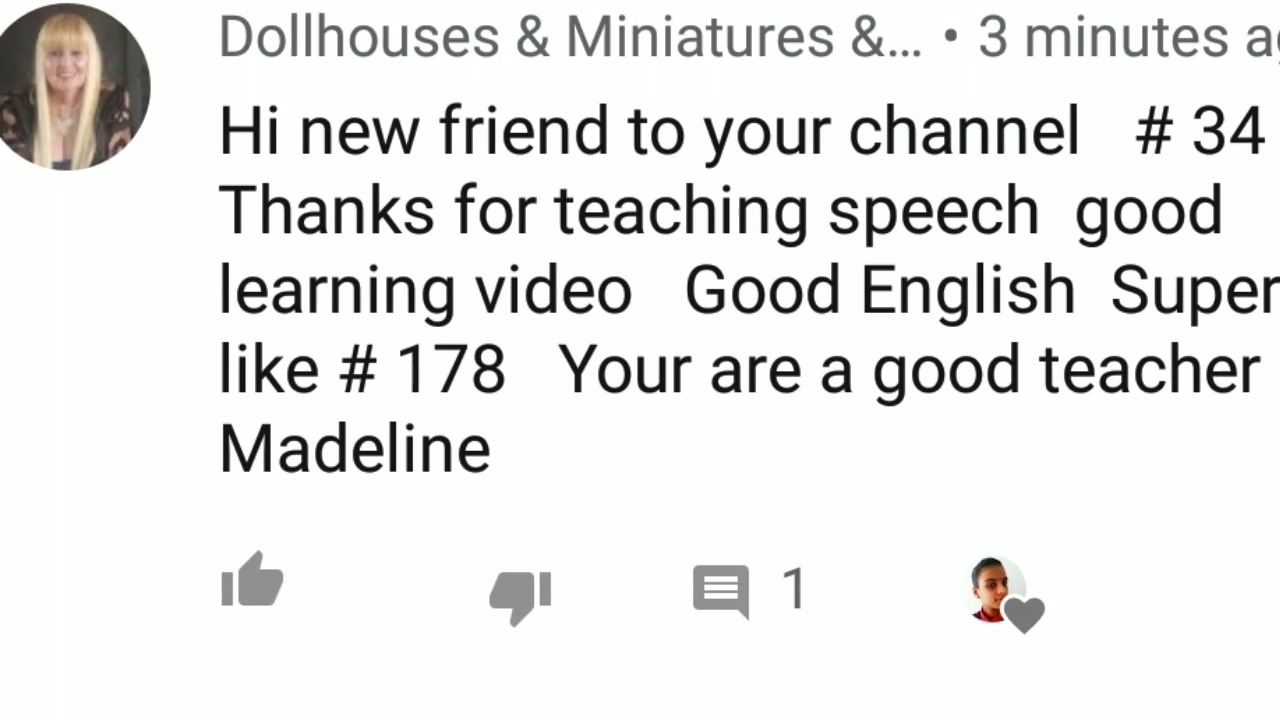 Dollhouses & Miniatures &... • 3 minutes
Hi new friend to your channel # 34
Thanks for teaching speech good
learning video Good English Super
like # 178 Your are a good teacher
Madeline
1